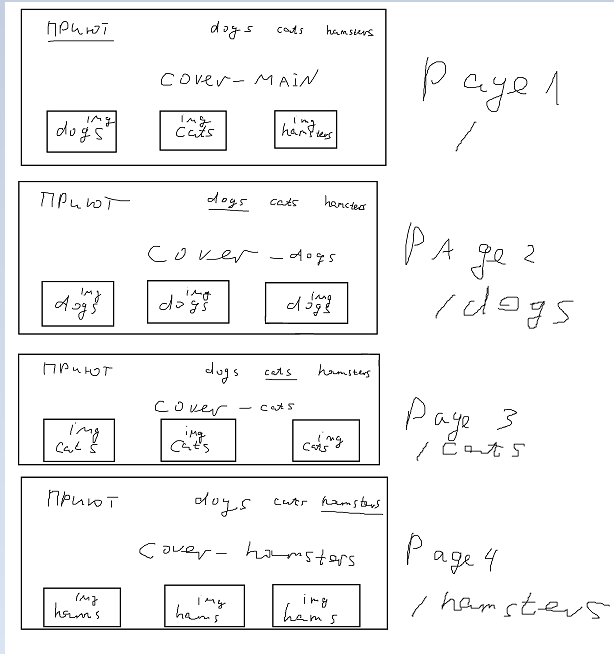 ПРИЮТ dogs cats hamsters
COVER - MAIN
img img img
dogs cats hamsters
Page 1
/
ПРИЮТ dogs cats hamcters
COVER - dogs
img img img
dogs dogs dogs
PAge 2
/dogs
ПРИЮТ dogs cats hamsters
COVER - cats
img img img
cats cats cats
Page 3
/cats
ПРИЮТ dogs cats hamsters
Cover - hamsters
img img img
hams hams hams
Page 4
/hamsters